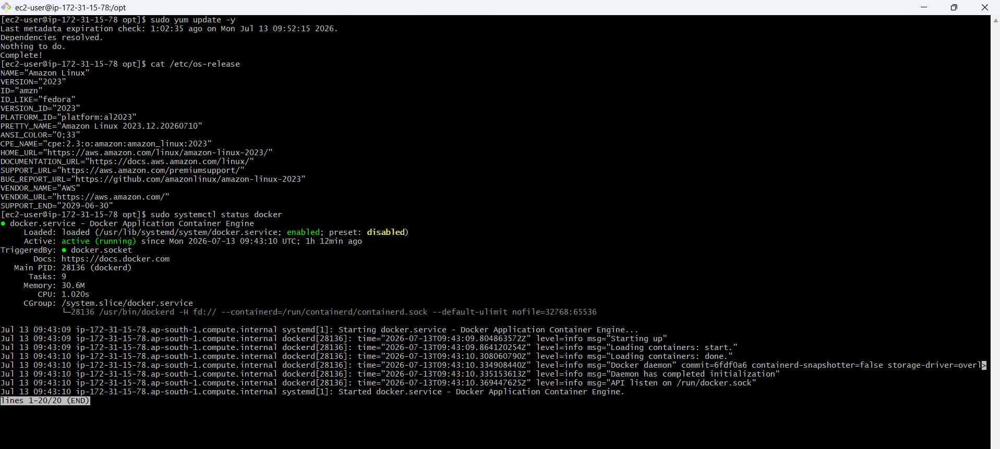 ec2-user@ip-172-31-15-78:/opt
[ec2-user@ip-172-31-15-78 opt]$ sudo yum update -y
Last metadata expiration check: 1:02:35 ago on Mon Jul 13 09:52:15 2026.
Dependencies resolved.
Nothing to do.
Complete!
[ec2-user@ip-172-31-15-78 opt]$ cat /etc/os-release
NAME="Amazon Linux"
VERSION="2023"
ID="amzn"
ID_LIKE="fedora"
VERSION_ID="2023"
PLATFORM_ID="platform:al2023"
PRETTY_NAME="Amazon Linux 2023.12.20260710"
ANSI_COLOR="0;33"
CPE_NAME="cpe:2.3:o:amazon:amazon_linux:2023"
HOME_URL="https://aws.amazon.com/linux/amazon-linux-2023/"
DOCUMENTATION_URL="https://docs.aws.amazon.com/linux/"
SUPPORT_URL="https://aws.amazon.com/premiumsupport/"
BUG_REPORT_URL="https://github.com/amazonlinux/amazon-linux-2023"
VENDOR_NAME="AWS"
VENDOR_URL="https://aws.amazon.com/"
SUPPORT_END="2029-06-30"
[ec2-user@ip-172-31-15-78 opt]$ sudo systemctl status docker
● docker.service - Docker Application Container Engine
     Loaded: loaded (/usr/lib/systemd/system/docker.service; enabled; preset: disabled)
     Active: active (running) since Mon 2026-07-13 09:43:10 UTC; 1h 12min ago
TriggeredBy: ● docker.socket
       Docs: https://docs.docker.com
   Main PID: 28136 (dockerd)
      Tasks: 9
     Memory: 30.6M
        CPU: 1.020s
     CGroup: /system.slice/docker.service
             └─28136 /usr/bin/dockerd -H fd:// --containerd=/run/containerd/containerd.sock --default-ulimit nofile=32768:65536
Jul 13 09:43:09 ip-172-31-15-78.ap-south-1.compute.internal systemd[1]: Starting docker.service - Docker Application Container Engine...
Jul 13 09:43:09 ip-172-31-15-78.ap-south-1.compute.internal dockerd[28136]: time="2026-07-13T09:43:09.804863572Z" level=info msg="Starting up"
Jul 13 09:43:09 ip-172-31-15-78.ap-south-1.compute.internal dockerd[28136]: time="2026-07-13T09:43:09.864120254Z" level=info msg="Loading containers: start."
Jul 13 09:43:10 ip-172-31-15-78.ap-south-1.compute.internal dockerd[28136]: time="2026-07-13T09:43:10.308060790Z" level=info msg="Loading containers: done."
Jul 13 09:43:10 ip-172-31-15-78.ap-south-1.compute.internal dockerd[28136]: time="2026-07-13T09:43:10.334908440Z" level=info msg="Docker daemon" commit=6fdf0a6 containerd-snapshotter=false storage-driver=overl>
Jul 13 09:43:10 ip-172-31-15-78.ap-south-1.compute.internal dockerd[28136]: time="2026-07-13T09:43:10.335153613Z" level=info msg="Daemon has completed initialization"
Jul 13 09:43:10 ip-172-31-15-78.ap-south-1.compute.internal dockerd[28136]: time="2026-07-13T09:43:10.369447625Z" level=info msg="API listen on /run/docker.sock"
Jul 13 09:43:10 ip-172-31-15-78.ap-south-1.compute.internal systemd[1]: Started docker.service - Docker Application Container Engine.
lines 1-20/20 (END)